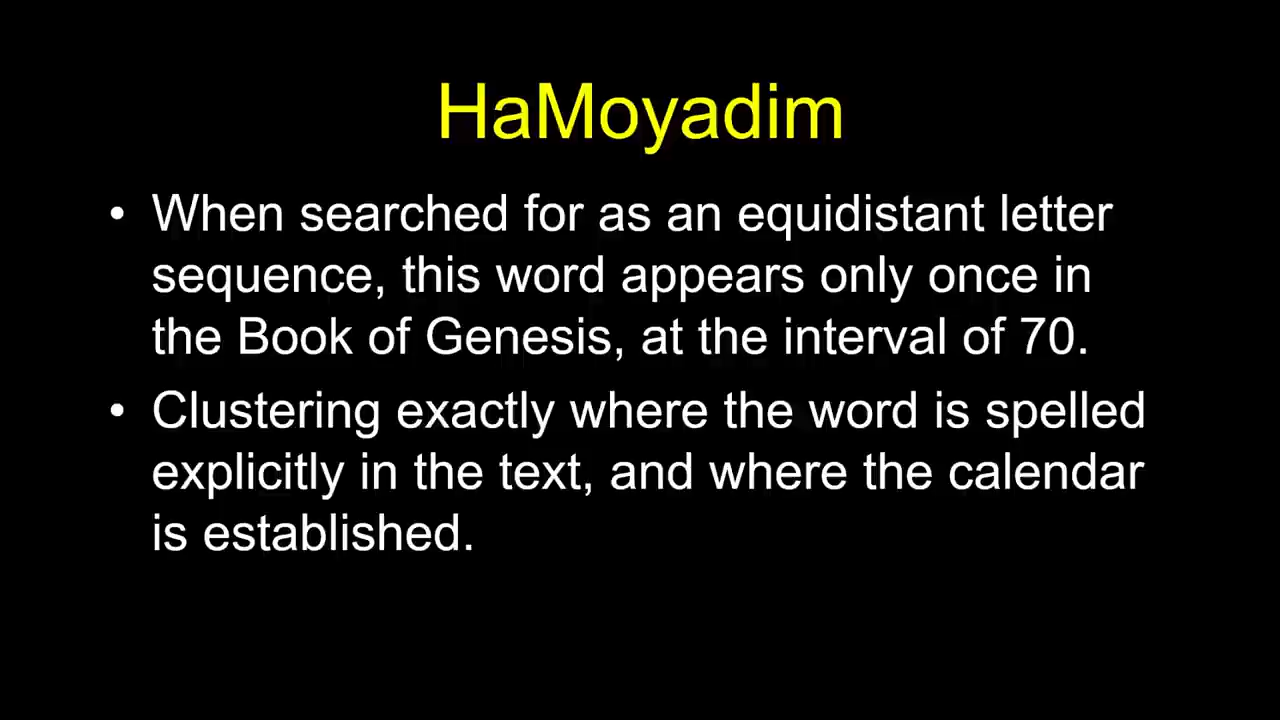 HaMoyadim
• When searched for as an equidistant letter
sequence, this word appears only once in
the Book of Genesis, at the interval of 70.
• Clustering exactly where the word is spelled
explicitly in the text, and where the calendar
is established.